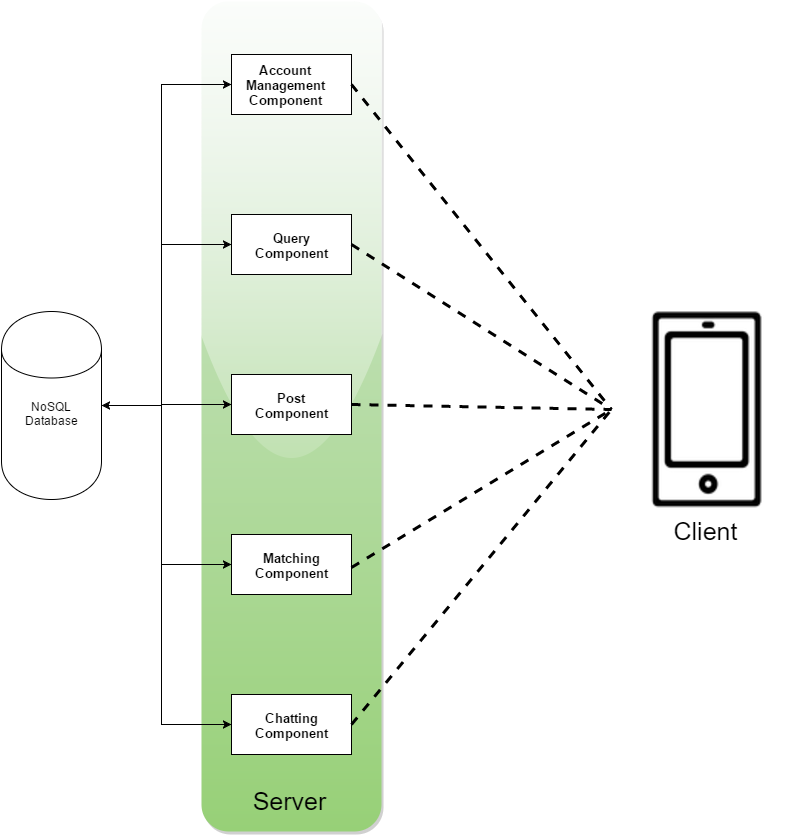 Account
Management
Component
Query
Component
NoSQL
Database
Post
Component
Client
Matching
Component
Chatting
Component
Server